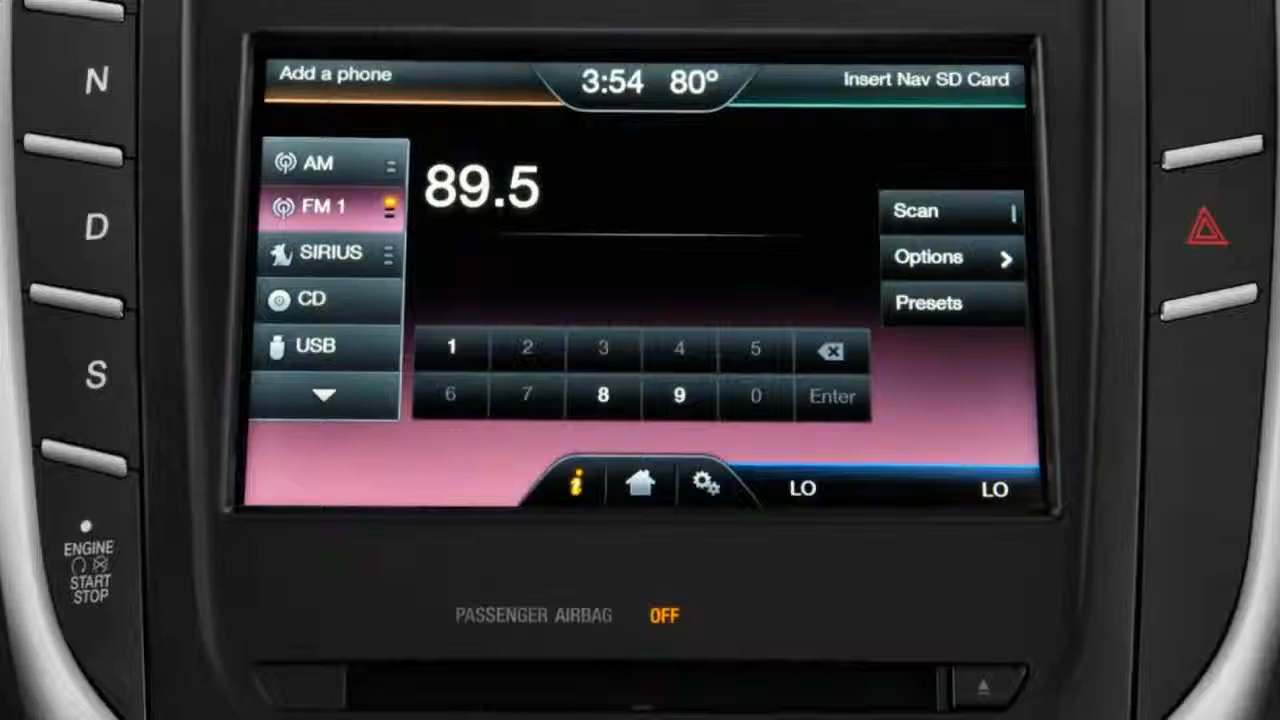 N
D
S
ENGINE
START
STOP
Add a phone
3:54 80°
Insert Nav SD Card
AM
FM 1
SIRIUS
CD
USB
89.5
Scan
Options
Presets
1 2 3 4 5
6 7 8 9 0 Enter
i
LO LO
PASSENGER AIRBAG OFF